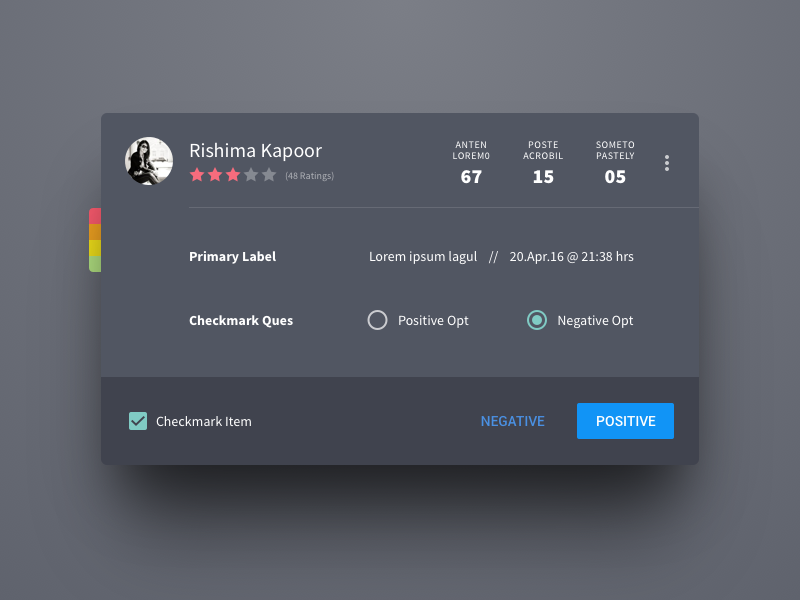 Rishima Kapoor
(48 Ratings)
ANTEN
LOREM0
67
POSTE
ACROBIL
15
SOMETO
PASTELY
05
Primary Label
Lorem ipsum lagul // 20.Apr.16 @ 21:38 hrs
Checkmark Ques
Positive Opt
Negative Opt
Checkmark Item
NEGATIVE
POSITIVE